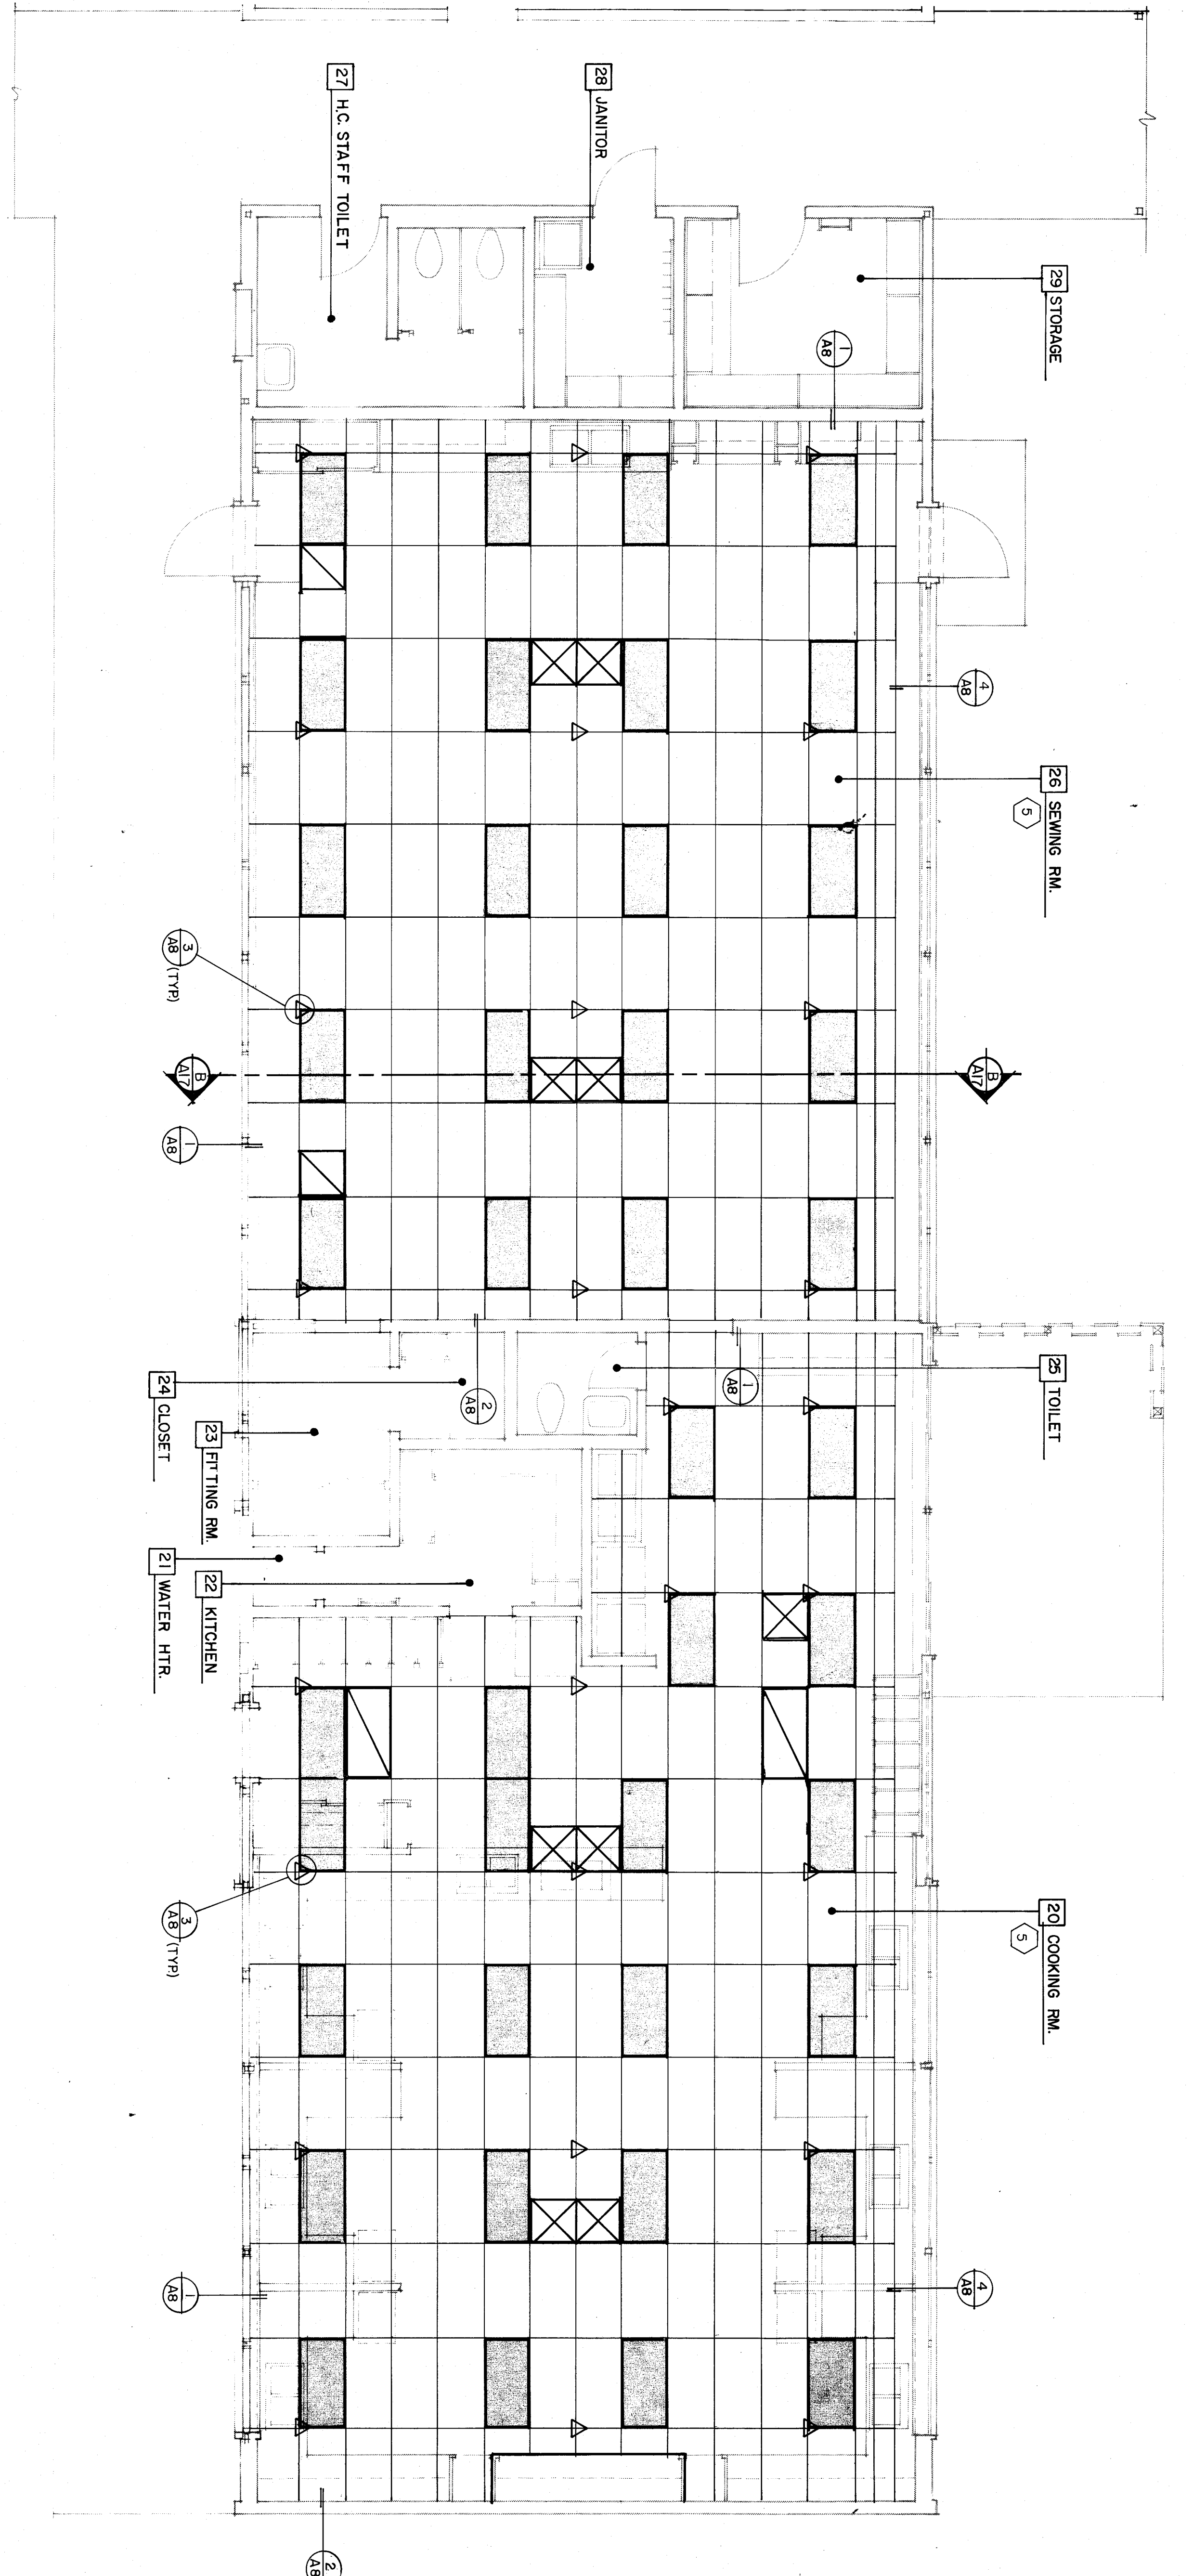 27 H.C. STAFF TOILET
28 JANITOR
29 STORAGE
1
A8
4
A8
26 SEWING RM.
5
3
A8 (TYP.)
B
A17
B
A17
1
A8
25 TOILET
1
A8
2
A8
24 CLOSET
23 FITTING RM.
22 KITCHEN
21 WATER HTR.
20 COOKING RM.
5
3
A8 (TYP.)
1
A8
4
A8
2
A8